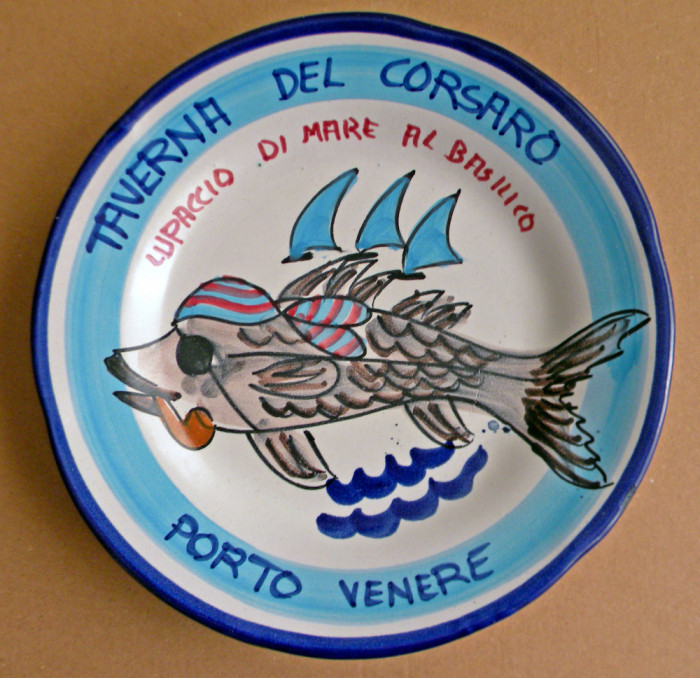 TAVERNA DEL CORSARO
LUPACCIO DI MARE AL BASILICO
PORTO VENERE